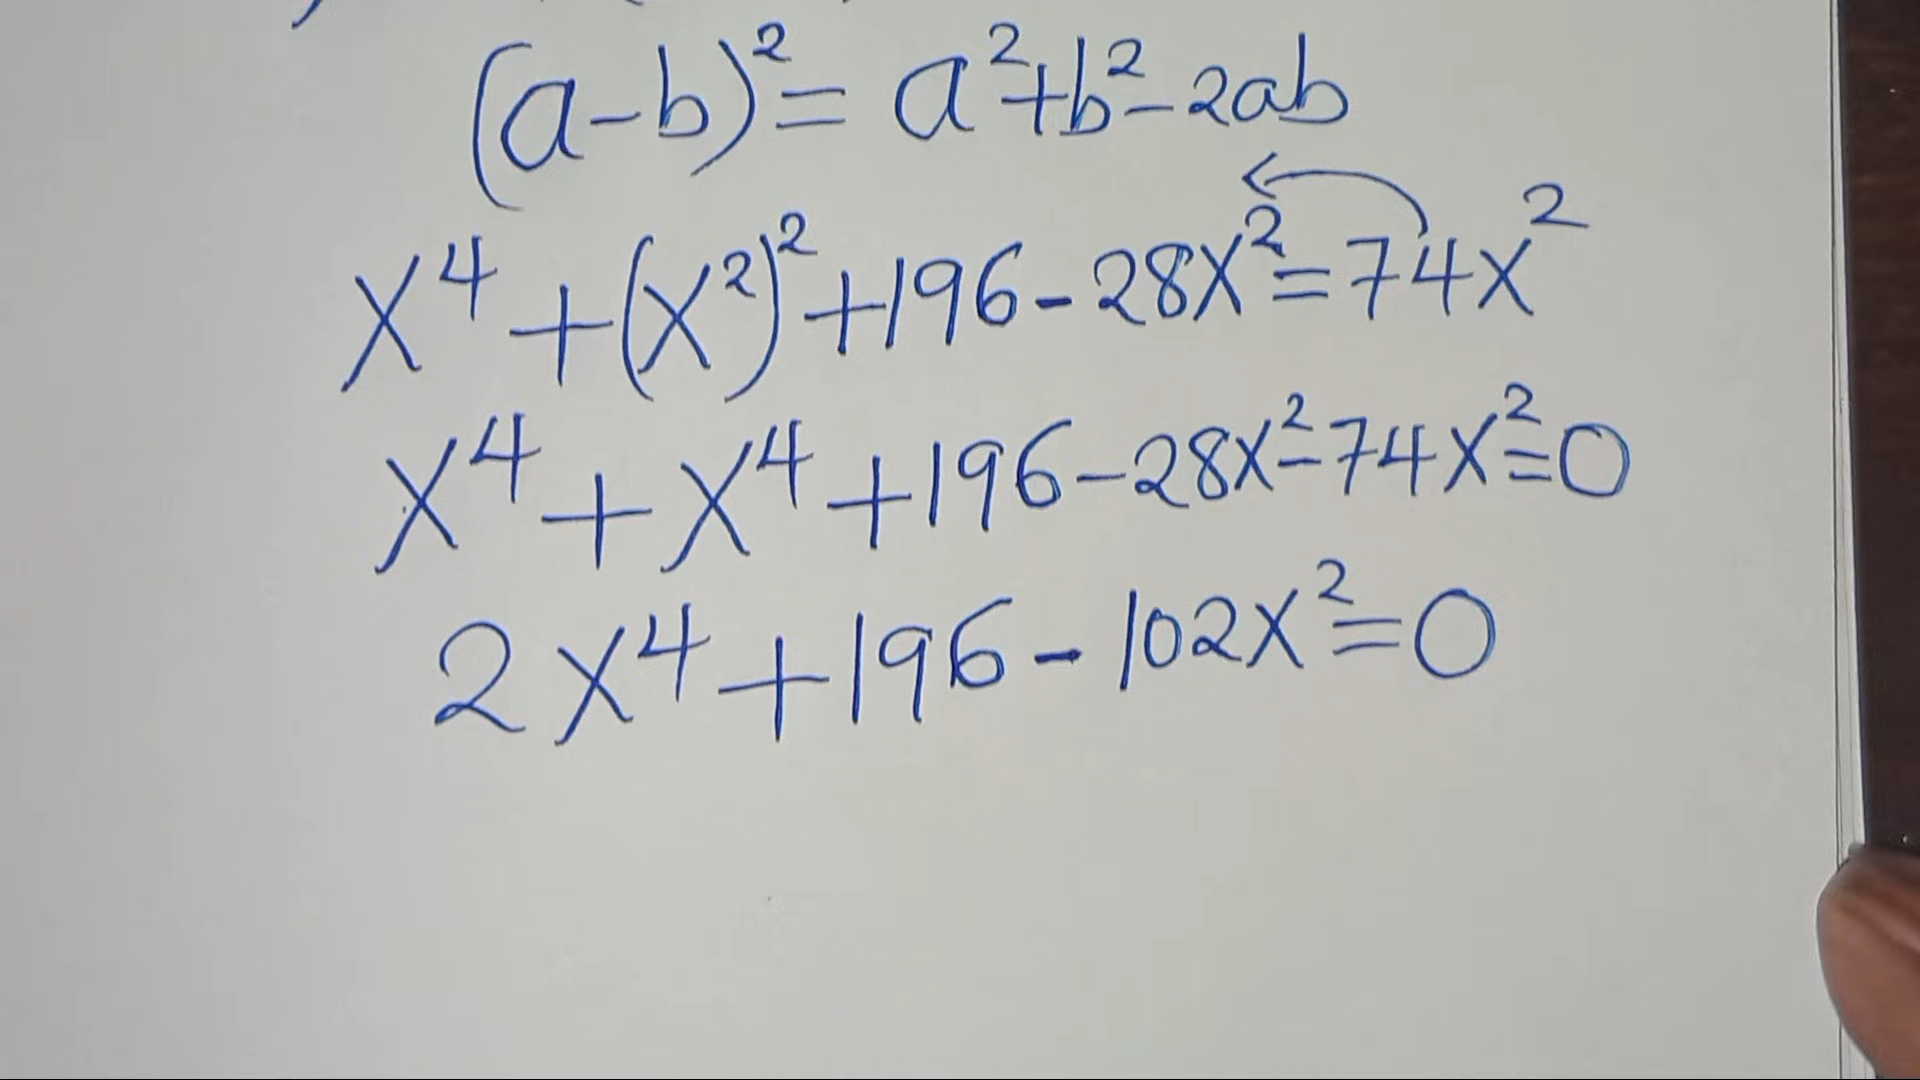 (a-b)²= a²+b²-2ab
x⁴+(x²)²+196-28x²=74x²
x⁴+x⁴+196-28x²-74x²=0
2x⁴+196-102x²=0